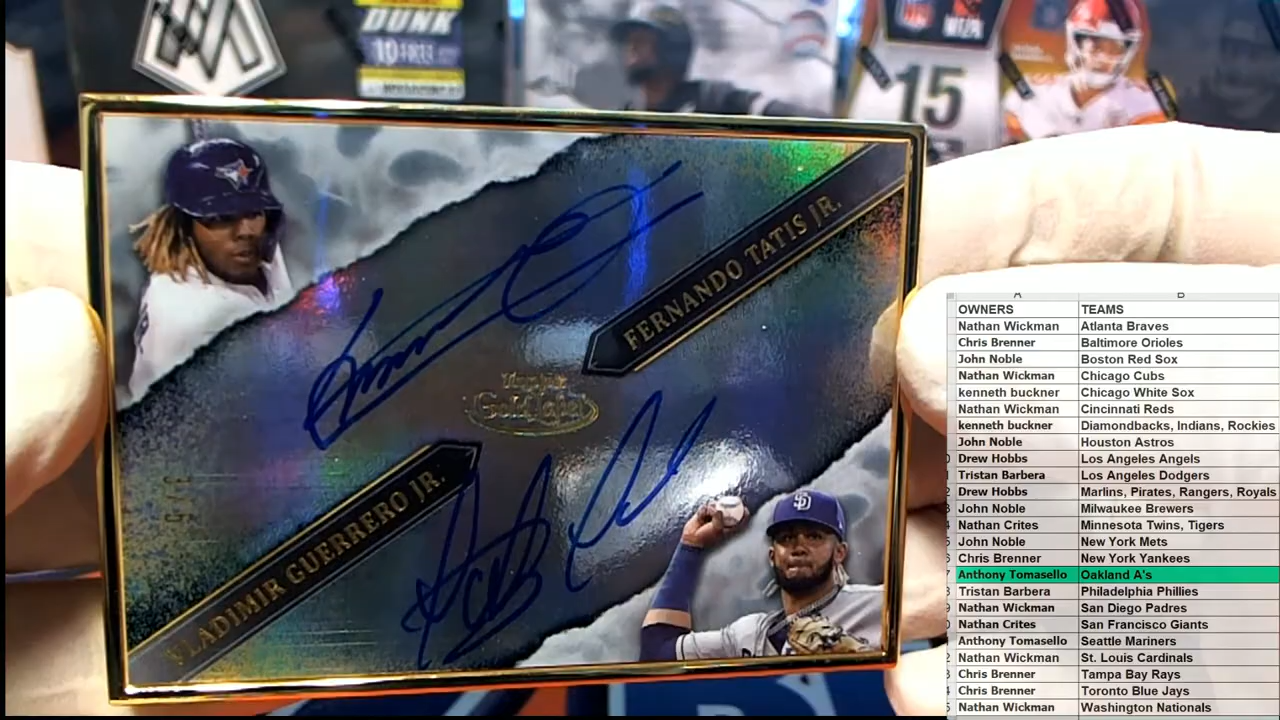 DUNK
15
FERNANDO TATIS JR.
Topps
Gold Label
VLADIMIR GUERRERO JR.
SD
A B
OWNERS TEAMS
Nathan Wickman Atlanta Braves
Chris Brenner Baltimore Orioles
John Noble Boston Red Sox
Nathan Wickman Chicago Cubs
kenneth buckner Chicago White Sox
Nathan Wickman Cincinnati Reds
kenneth buckner Diamondbacks, Indians, Rockies
John Noble Houston Astros
Drew Hobbs Los Angeles Angels
Tristan Barbera Los Angeles Dodgers
Drew Hobbs Marlins, Pirates, Rangers, Royals
John Noble Milwaukee Brewers
Nathan Crites Minnesota Twins, Tigers
John Noble New York Mets
Chris Brenner New York Yankees
Anthony Tomasello Oakland A's
Tristan Barbera Philadelphia Phillies
Nathan Wickman San Diego Padres
Nathan Crites San Francisco Giants
Anthony Tomasello Seattle Mariners
Nathan Wickman St. Louis Cardinals
Chris Brenner Tampa Bay Rays
Chris Brenner Toronto Blue Jays
Nathan Wickman Washington Nationals